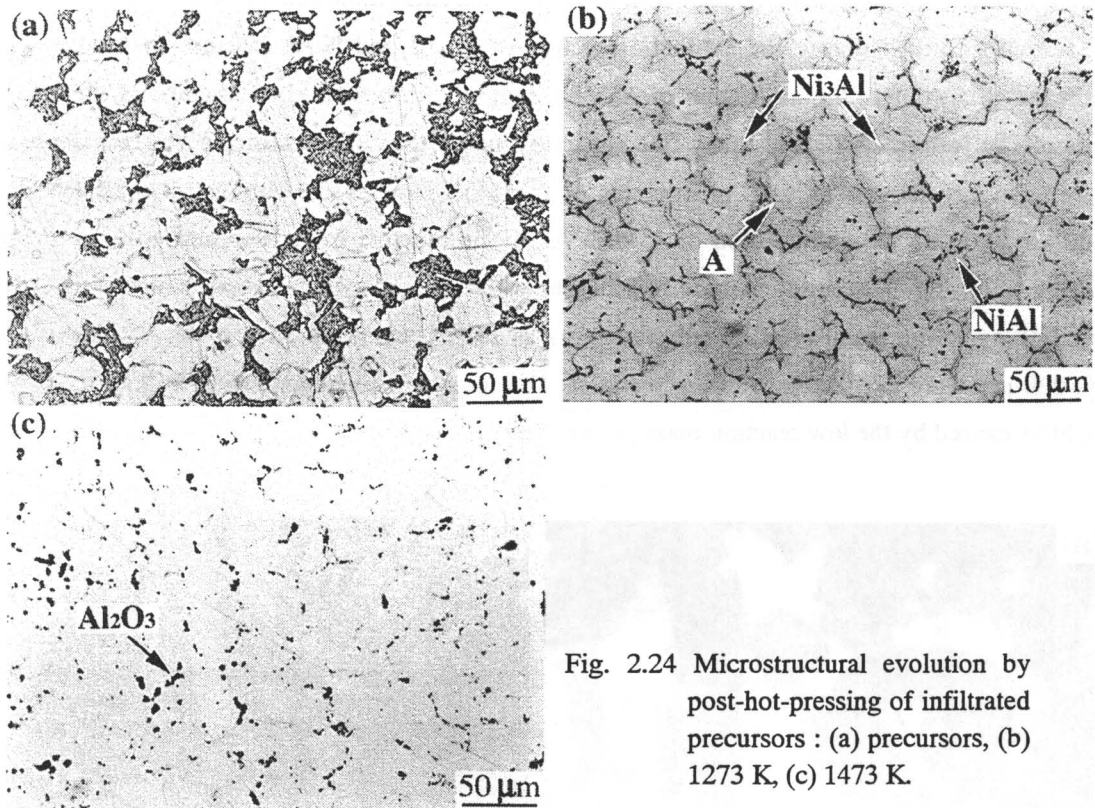 (a)
50 μm
(b)
Ni₃Al
A
NiAl
50 μm
(c)
Al₂O₃
50 μm
Fig. 2.24 Microstructural evolution by
post-hot-pressing of infiltrated
precursors : (a) precursors, (b)
1273 K, (c) 1473 K.